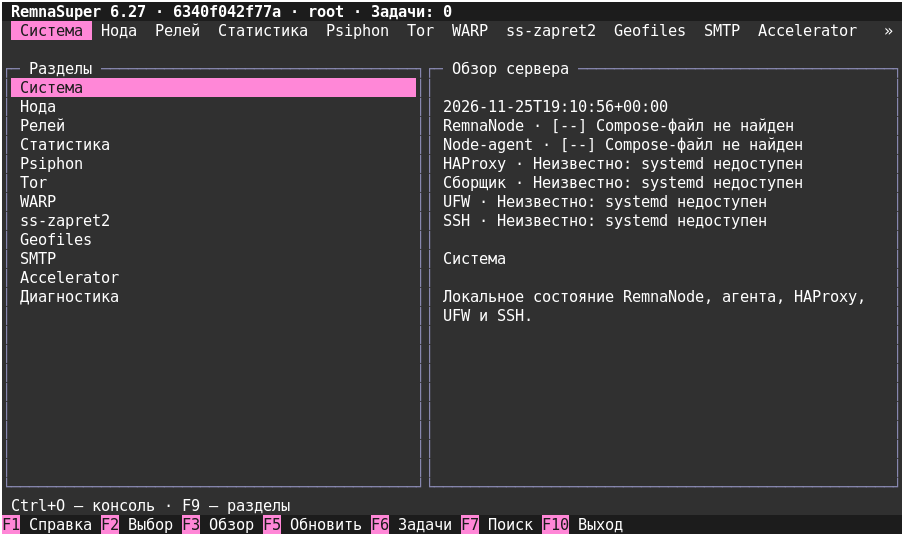 RemnaSuper 6.27 · 6340f042f77a · root · Задачи: 0
Система Нода Релей Статистика Psiphon Tor WARP ss-zapret2 Geofiles SMTP Accelerator »
Разделы
Система
Нода
Релей
Статистика
Psiphon
Tor
WARP
ss-zapret2
Geofiles
SMTP
Accelerator
Диагностика
Обзор сервера
2026-11-25T19:10:56+00:00
RemnaNode · [--] Compose-файл не найден
Node-agent · [--] Compose-файл не найден
HAProxy · Неизвестно: systemd недоступен
Сборщик · Неизвестно: systemd недоступен
UFW · Неизвестно: systemd недоступен
SSH · Неизвестно: systemd недоступен
Система
Локальное состояние RemnaNode, агента, HAProxy,
UFW и SSH.
Ctrl+O — консоль · F9 — разделы
F1 Справка F2 Выбор F3 Обзор F5 Обновить F6 Задачи F7 Поиск F10 Выход